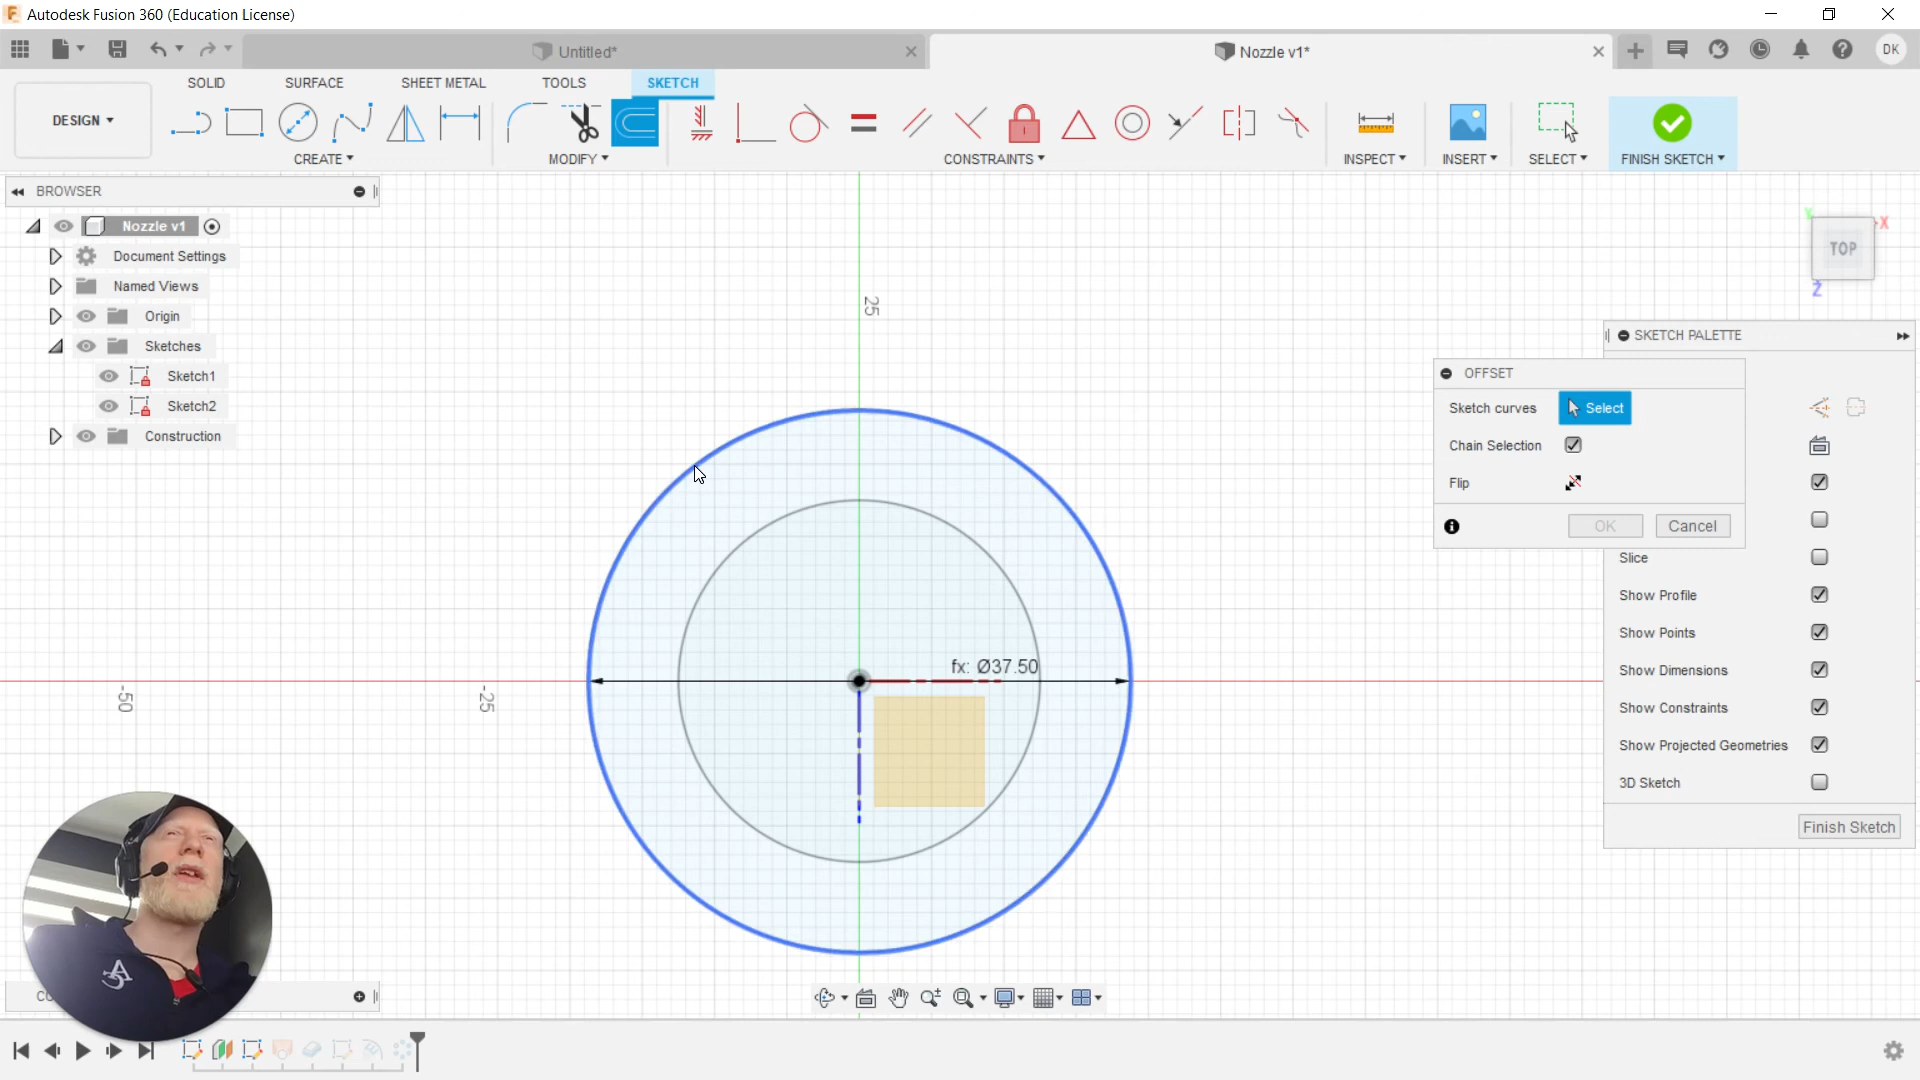 Autodesk Fusion 360 (Education License)
Untitled*
Nozzle v1*
DK
SOLID
SURFACE
SHEET METAL
TOOLS
SKETCH
DESIGN
CREATE
MODIFY
CONSTRAINTS
INSPECT
INSERT
SELECT
FINISH SKETCH
BROWSER
Nozzle v1
Document Settings
Named Views
Origin
Sketches
Sketch1
Sketch2
Construction
25
-50
-25
fx: Ø37.50
Y
X
TOP
Z
SKETCH PALETTE
OFFSET
Sketch curves
Select
Chain Selection
Flip
OK
Cancel
Slice
Show Profile
Show Points
Show Dimensions
Show Constraints
Show Projected Geometries
3D Sketch
Finish Sketch